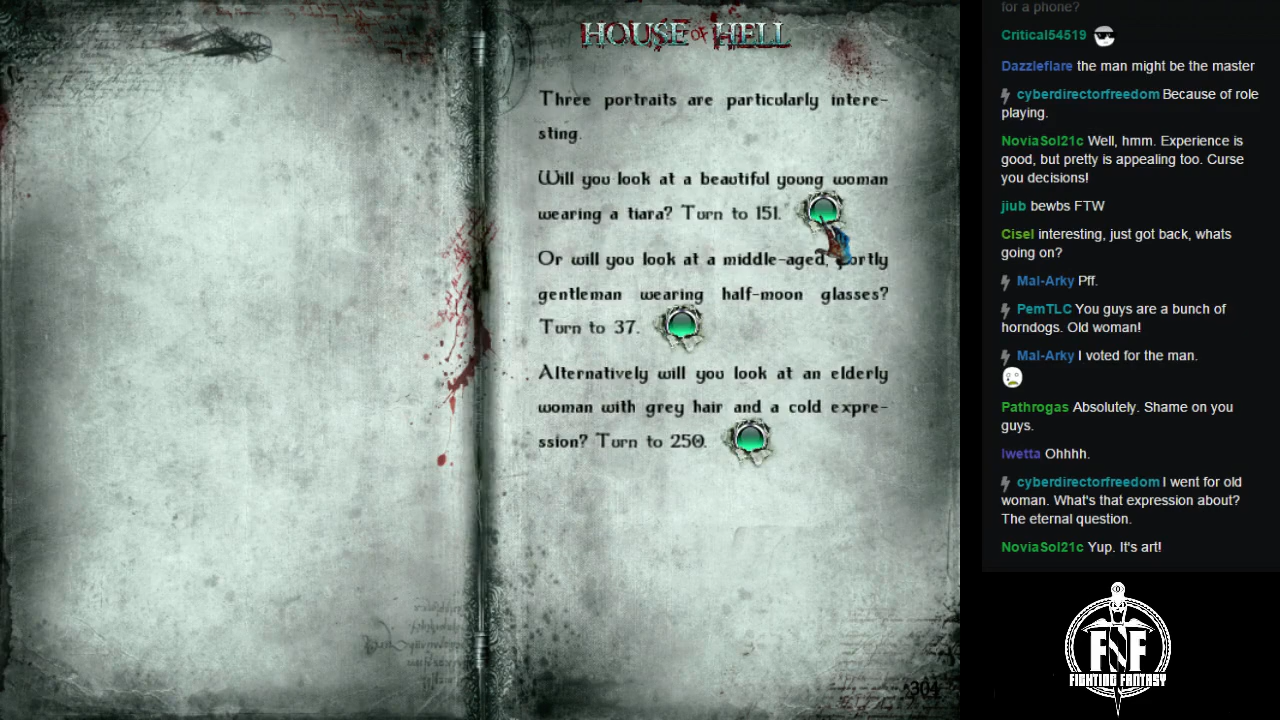 HOUSE OF HELL
Three portraits are particularly intere-
sting.
Will you look at a beautiful young woman
wearing a tiara? Turn to 151.
Or will you look at a middle-aged, portly
gentleman wearing half-moon glasses?
Turn to 37.
Alternatively will you look at an elderly
woman with grey hair and a cold expre-
ssion? Turn to 250.
304
for a phone?
Critical54519
Dazzleflare the man might be the master
cyberdirectorfreedom Because of role
playing.
NoviaSol21c Well, hmm. Experience is
good, but pretty is appealing too. Curse
you decisions!
jiub bewbs FTW
Cisel interesting, just got back, whats
going on?
Mal-Arky Pff.
PemTLC You guys are a bunch of
horndogs. Old woman!
Mal-Arky I voted for the man.
Pathrogas Absolutely. Shame on you
guys.
Iwetta Ohhhh.
cyberdirectorfreedom I went for old
woman. What's that expression about?
The eternal question.
NoviaSol21c Yup. It's art!
FF
FIGHTING FANTASY